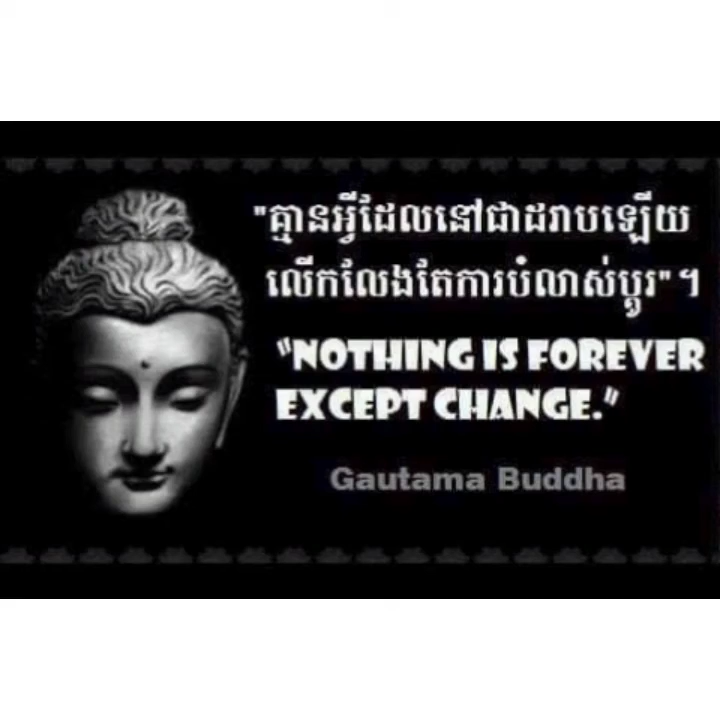 "គ្មានអ្វីដែលនៅជាដរាបឡើយ
លើកលែងតែការបំលាស់ប្តូរ" ។
"NOTHING IS FOREVER
EXCEPT CHANGE."
Gautama Buddha